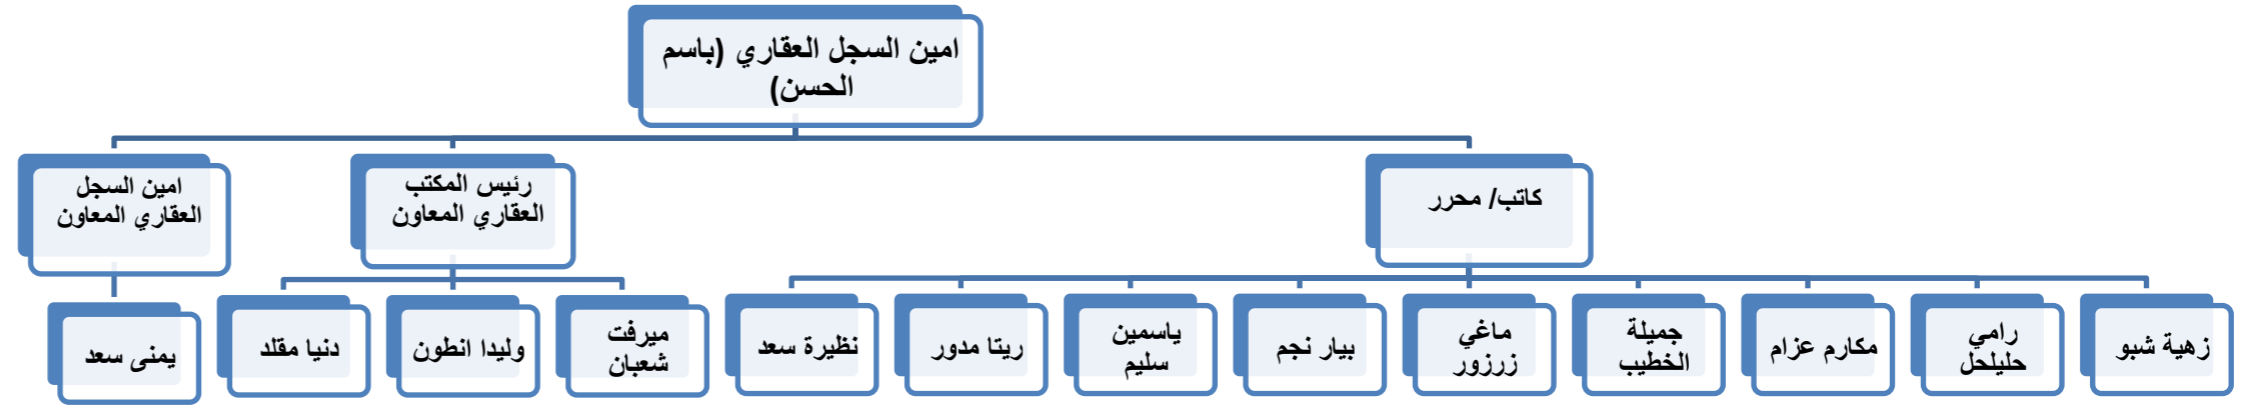 امين السجل العقاري (باسم
الحسن)
كاتب/ محرر
رئيس المكتب
العقاري المعاون
امين السجل
العقاري المعاون
زهية شبو
رامي
حليلحل
مكارم عزام
جميلة
الخطيب
ماغي
زرزور
بيار نجم
ياسمين
سليم
ريتا مدور
نظيرة سعد
ميرفت
شعبان
وليدا انطون
دنيا مقلد
يمنى سعد